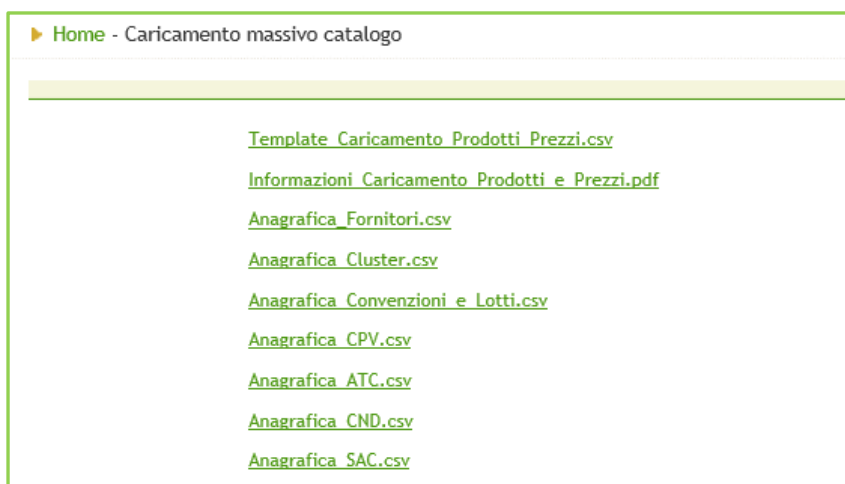 Home - Caricamento massivo catalogo
Template_Caricamento_Prodotti_Prezzi.csv
Informazioni_Caricamento_Prodotti_e_Prezzi.pdf
Anagrafica_Fornitori.csv
Anagrafica_Cluster.csv
Anagrafica_Convenzioni_e_Lotti.csv
Anagrafica_CPV.csv
Anagrafica_ATC.csv
Anagrafica_CND.csv
Anagrafica_SAC.csv